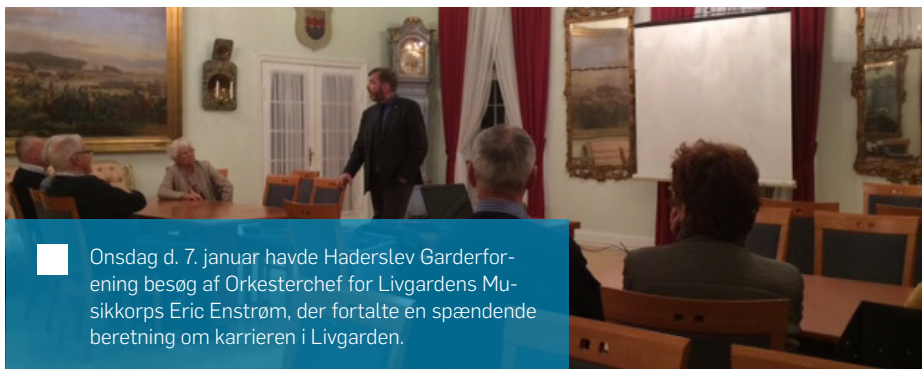 Onsdag d. 7. januar havde Haderslev Garderfor-
ening besøg af Orkesterchef for Livgardens Mu-
sikkorps Eric Enstrøm, der fortalte en spændende
beretning om karrieren i Livgarden.